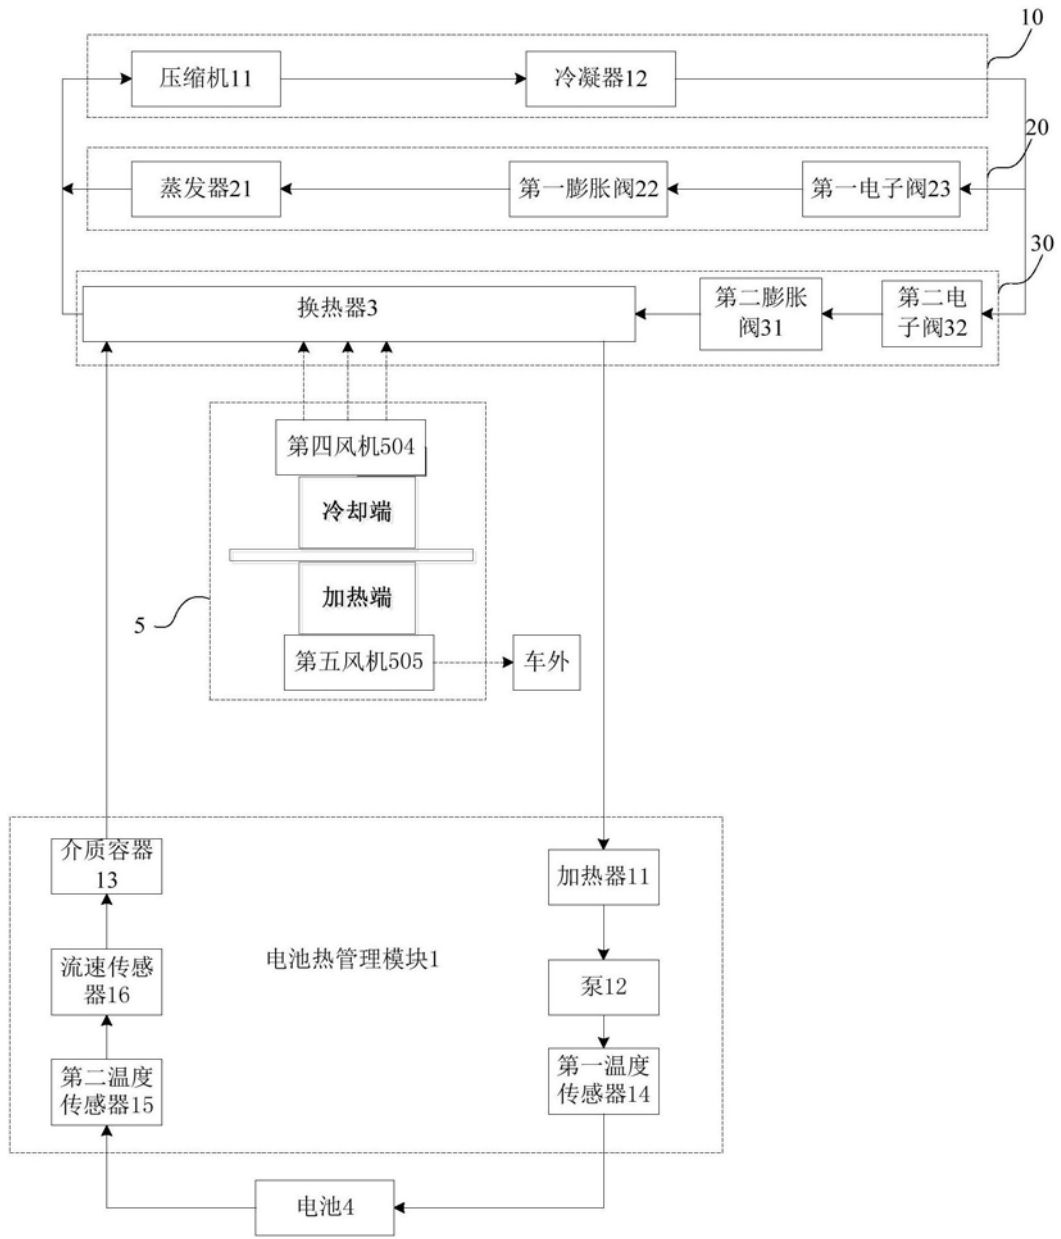 10
压缩机11
冷凝器12
20
蒸发器21
第一膨胀阀22
第一电子阀23
30
换热器3
第二膨胀
阀31
第二电
子阀32
第四风机504
冷却端
加热端
5
第五风机505
车外
介质容器
13
加热器11
流速传感
器16
电池热管理模块1
泵12
第二温度
传感器15
第一温度
传感器14
电池4